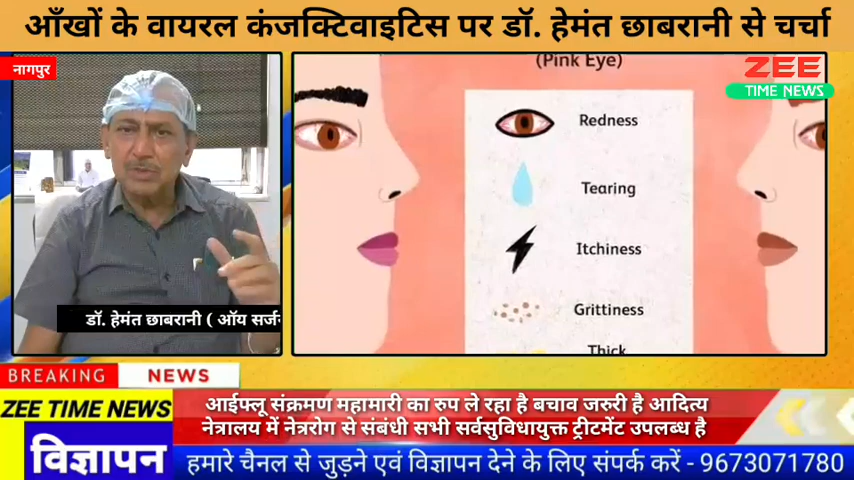 आँखों के वायरल कंजक्टिवाइटिस पर डॉ. हेमंत छाबरानी से चर्चा
नागपुर
(Pink Eye)
ZEE
TIME NEWS
Redness
Tearing
Itchiness
Grittiness
Thick
डॉ. हेमंत छाबरानी ( ऑय सर्जन
BREAKING NEWS
ZEE TIME NEWS
आईफ्लू संक्रमण महामारी का रुप ले रहा है बचाव जरुरी है आदित्य
नेत्रालय में नेत्ररोग से संबंधी सभी सर्वसुविधायुक्त ट्रीटमेंट उपलब्ध है
विज्ञापन
हमारे चैनल से जुड़ने एवं विज्ञापन देने के लिए संपर्क करें - 9673071780